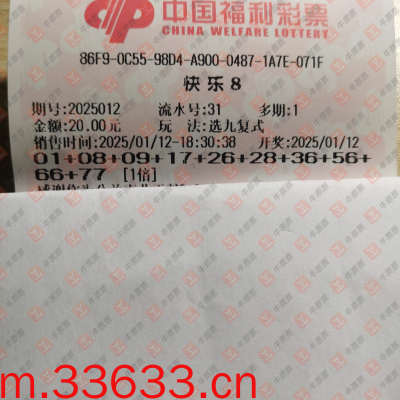 中国福利彩票
CHINA WELFARE LOTTERY
86F9-0C55-98D4-A900-0487-1A7E-071F
快乐8
期号:2025012 流水号:31 多期:1
金额:20.00元 玩 法:选九复式
销售时间:2025/01/12-18:30:38 开奖:2025/01/12
01+08+09+17+26+28+36+56+
66+77 [1倍]
m.33633.cn